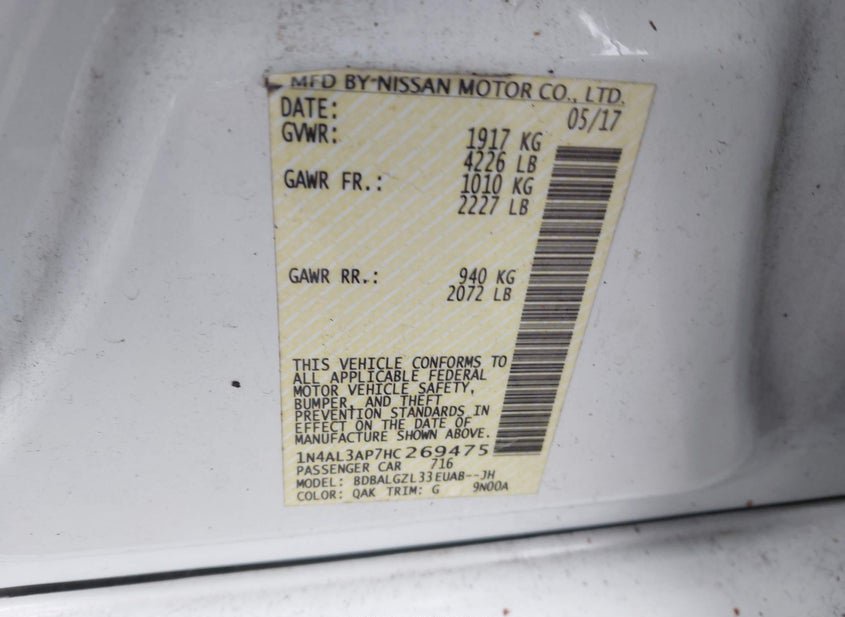 MFD BY NISSAN MOTOR CO., LTD.
DATE: 05/17
GVWR: 1917 KG
4226 LB
GAWR FR.: 1010 KG
2227 LB
GAWR RR.: 940 KG
2072 LB
THIS VEHICLE CONFORMS TO
ALL APPLICABLE FEDERAL
MOTOR VEHICLE SAFETY,
BUMPER, AND THEFT
PREVENTION STANDARDS IN
EFFECT ON THE DATE OF
MANUFACTURE SHOWN ABOVE.
1N4AL3AP7HC269475
PASSENGER CAR 716
MODEL: BDBALGZL33EUAB--JH
COLOR: QAK TRIM: G 9N00A